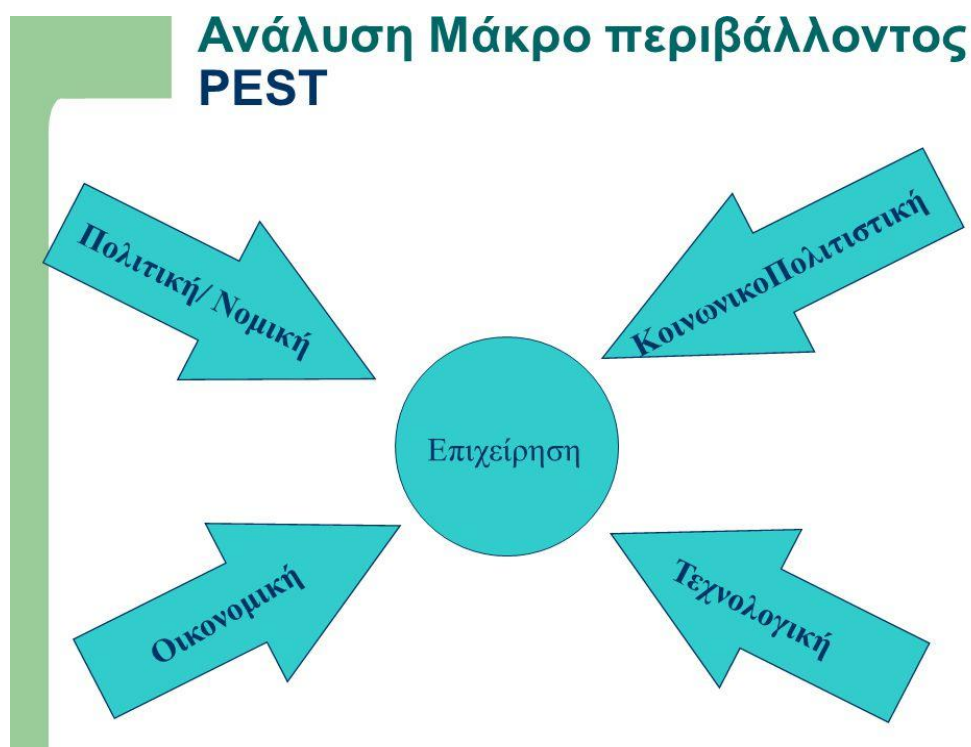 Ανάλυση Μάκρο περιβάλλοντος
PEST
Πολιτική/ Νομική
ΚοινωνικοΠολιτιστική
Επιχείρηση
Οικονομική
Τεχνολογική